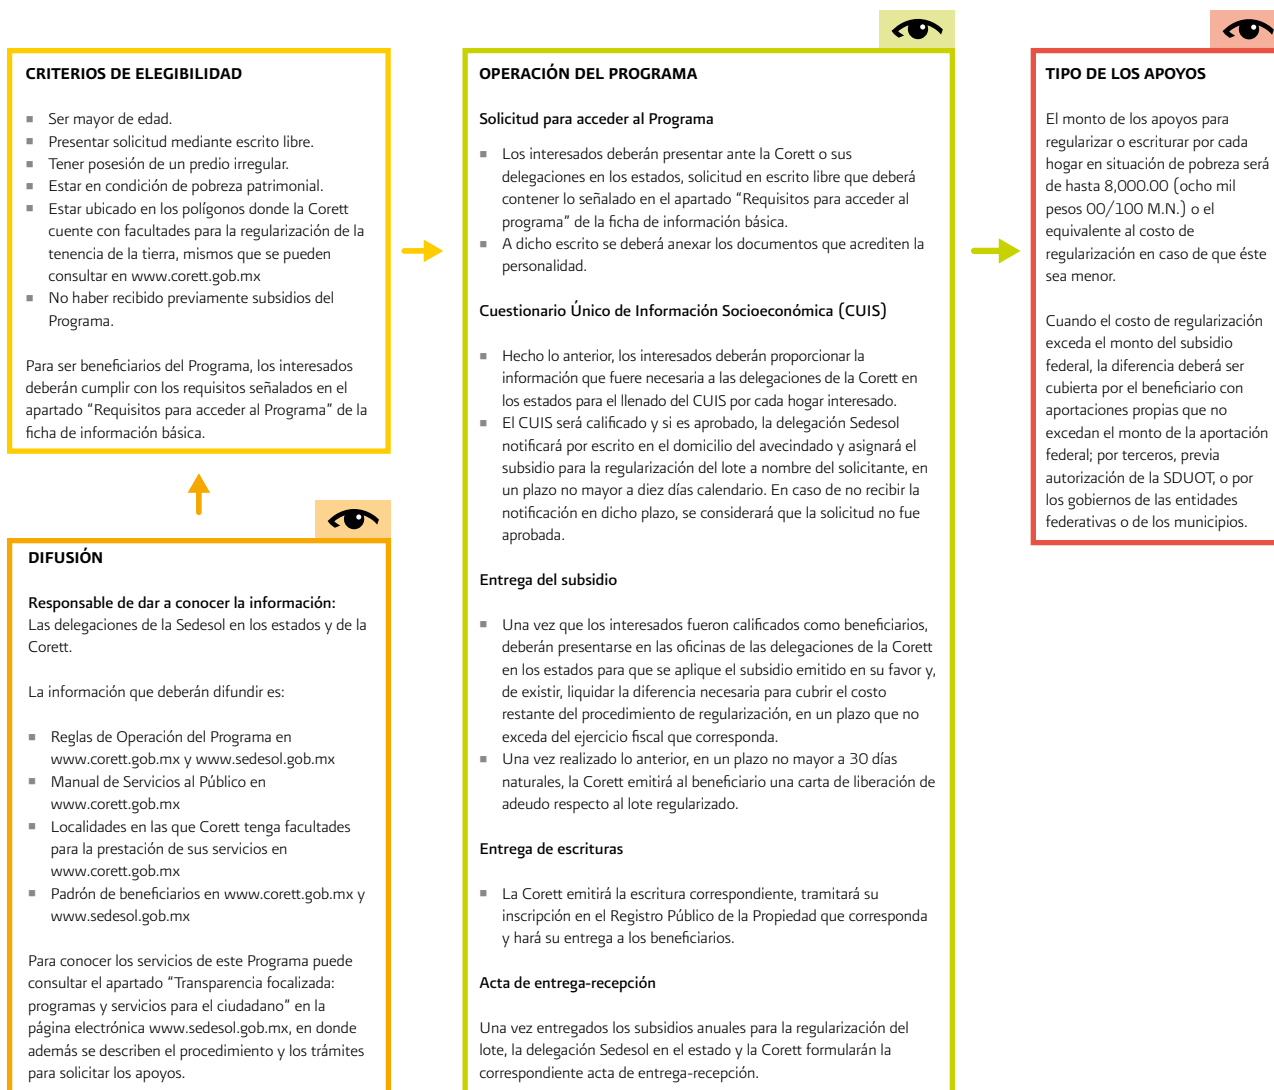 CRITERIOS DE ELEGIBILIDAD
■ Ser mayor de edad.
■ Presentar solicitud mediante escrito libre.
■ Tener posesión de un predio irregular.
■ Estar en condición de pobreza patrimonial.
■ Estar ubicado en los polígonos donde la Corett
cuente con facultades para la regularización de la
tenencia de la tierra, mismos que se pueden
consultar en www.corett.gob.mx
■ No haber recibido previamente subsidios del
Programa.
Para ser beneficiarios del Programa, los interesados
deberán cumplir con los requisitos señalados en el
apartado “Requisitos para acceder al Programa” de la
ficha de información básica.
DIFUSIÓN
Responsable de dar a conocer la información:
Las delegaciones de la Sedesol en los estados y de la
Corett.
La información que deberán difundir es:
■ Reglas de Operación del Programa en
www.corett.gob.mx y www.sedesol.gob.mx
■ Manual de Servicios al Público en
www.corett.gob.mx
■ Localidades en las que Corett tenga facultades
para la prestación de sus servicios en
www.corett.gob.mx
■ Padrón de beneficiarios en www.corett.gob.mx y
www.sedesol.gob.mx
Para conocer los servicios de este Programa puede
consultar el apartado “Transparencia focalizada:
programas y servicios para el ciudadano” en la
página electrónica www.sedesol.gob.mx, en donde
además se describen el procedimiento y los trámites
para solicitar los apoyos.
OPERACIÓN DEL PROGRAMA
Solicitud para acceder al Programa
■ Los interesados deberán presentar ante la Corett o sus
delegaciones en los estados, solicitud en escrito libre que deberá
contener lo señalado en el apartado “Requisitos para acceder al
programa” de la ficha de información básica.
■ A dicho escrito se deberá anexar los documentos que acrediten la
personalidad.
Cuestionario Único de Información Socioeconómica (CUIS)
■ Hecho lo anterior, los interesados deberán proporcionar la
información que fuere necesaria a las delegaciones de la Corett en
los estados para el llenado del CUIS por cada hogar interesado.
■ El CUIS será calificado y si es aprobado, la delegación Sedesol
notificará por escrito en el domicilio del avecindado y asignará el
subsidio para la regularización del lote a nombre del solicitante, en
un plazo no mayor a diez días calendario. En caso de no recibir la
notificación en dicho plazo, se considerará que la solicitud no fue
aprobada.
Entrega del subsidio
■ Una vez que los interesados fueron calificados como beneficiarios,
deberán presentarse en las oficinas de las delegaciones de la Corett
en los estados para que se aplique el subsidio emitido en su favor y,
de existir, liquidar la diferencia necesaria para cubrir el costo
restante del procedimiento de regularización, en un plazo que no
exceda del ejercicio fiscal que corresponda.
■ Una vez realizado lo anterior, en un plazo no mayor a 30 días
naturales, la Corett emitirá al beneficiario una carta de liberación de
adeudo respecto al lote regularizado.
Entrega de escrituras
■ La Corett emitirá la escritura correspondiente, tramitará su
inscripción en el Registro Público de la Propiedad que corresponda
y hará su entrega a los beneficiarios.
Acta de entrega-recepción
Una vez entregados los subsidios anuales para la regularización del
lote, la delegación Sedesol en el estado y la Corett formularán la
correspondiente acta de entrega-recepción.
TIPO DE LOS APOYOS
El monto de los apoyos para
regularizar o escriturar por cada
hogar en situación de pobreza será
de hasta 8,000.00 (ocho mil
pesos 00/100 M.N.) o el
equivalente al costo de
regularización en caso de que éste
sea menor.
Cuando el costo de regularización
exceda el monto del subsidio
federal, la diferencia deberá ser
cubierta por el beneficiario con
aportaciones propias que no
excedan el monto de la aportación
federal; por terceros, previa
autorización de la SDUOT, o por
los gobiernos de las entidades
federativas o de los municipios.